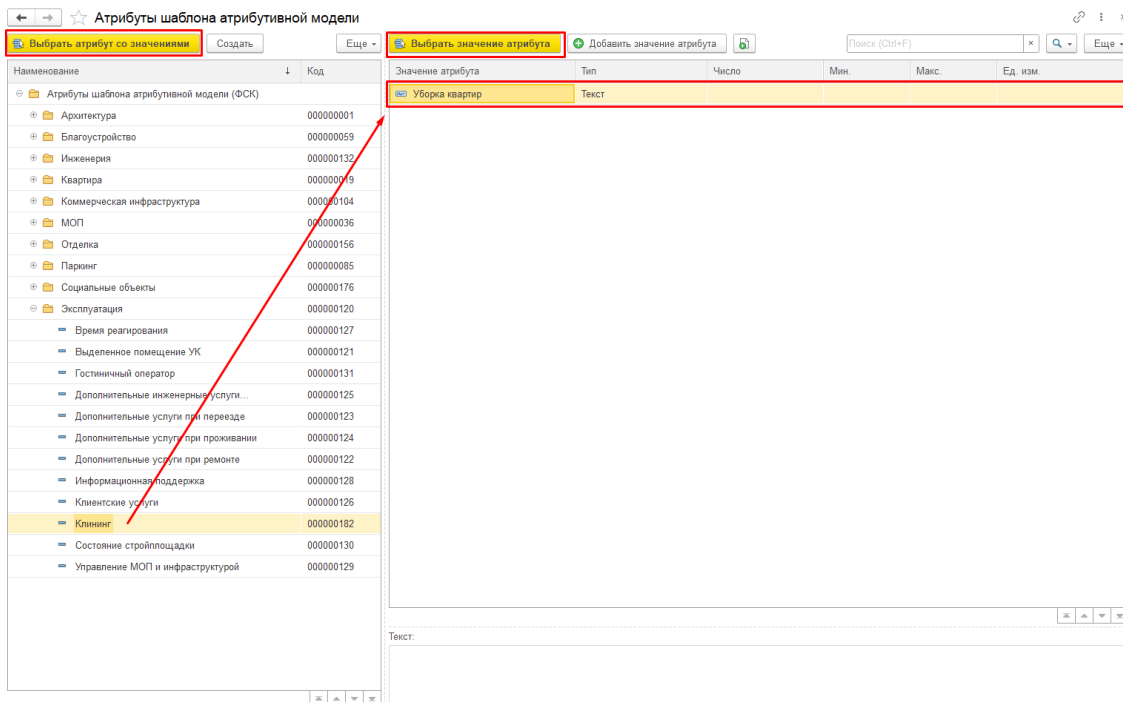 Атрибуты шаблона атрибутивной модели
Выбрать атрибут со значениями Создать Еще
Выбрать значение атрибута Добавить значение атрибута Поиск (Ctrl+F) × Еще
Наименование ↓ Код
Значение атрибута Тип Число Мин. Макс. Ед. изм.
Атрибуты шаблона атрибутивной модели (ФСК)
Уборка квартир Текст
Архитектура 000000001
Благоустройство 000000059
Инженерия 000000132
Квартира 000000019
Коммерческая инфраструктура 000000104
МОП 000000036
Отделка 000000156
Паркинг 000000085
Социальные объекты 000000176
Эксплуатация 000000120
Время реагирования 000000127
Выделенное помещение УК 000000121
Гостиничный оператор 000000131
Дополнительные инженерные услуги... 000000125
Дополнительные услуги при переезде 000000123
Дополнительные услуги при проживании 000000124
Дополнительные услуги при ремонте 000000122
Информационная поддержка 000000128
Клиентские услуги 000000126
Клининг 000000182
Состояние стройплощадки 000000130
Управление МОП и инфраструктурой 000000129
Текст: